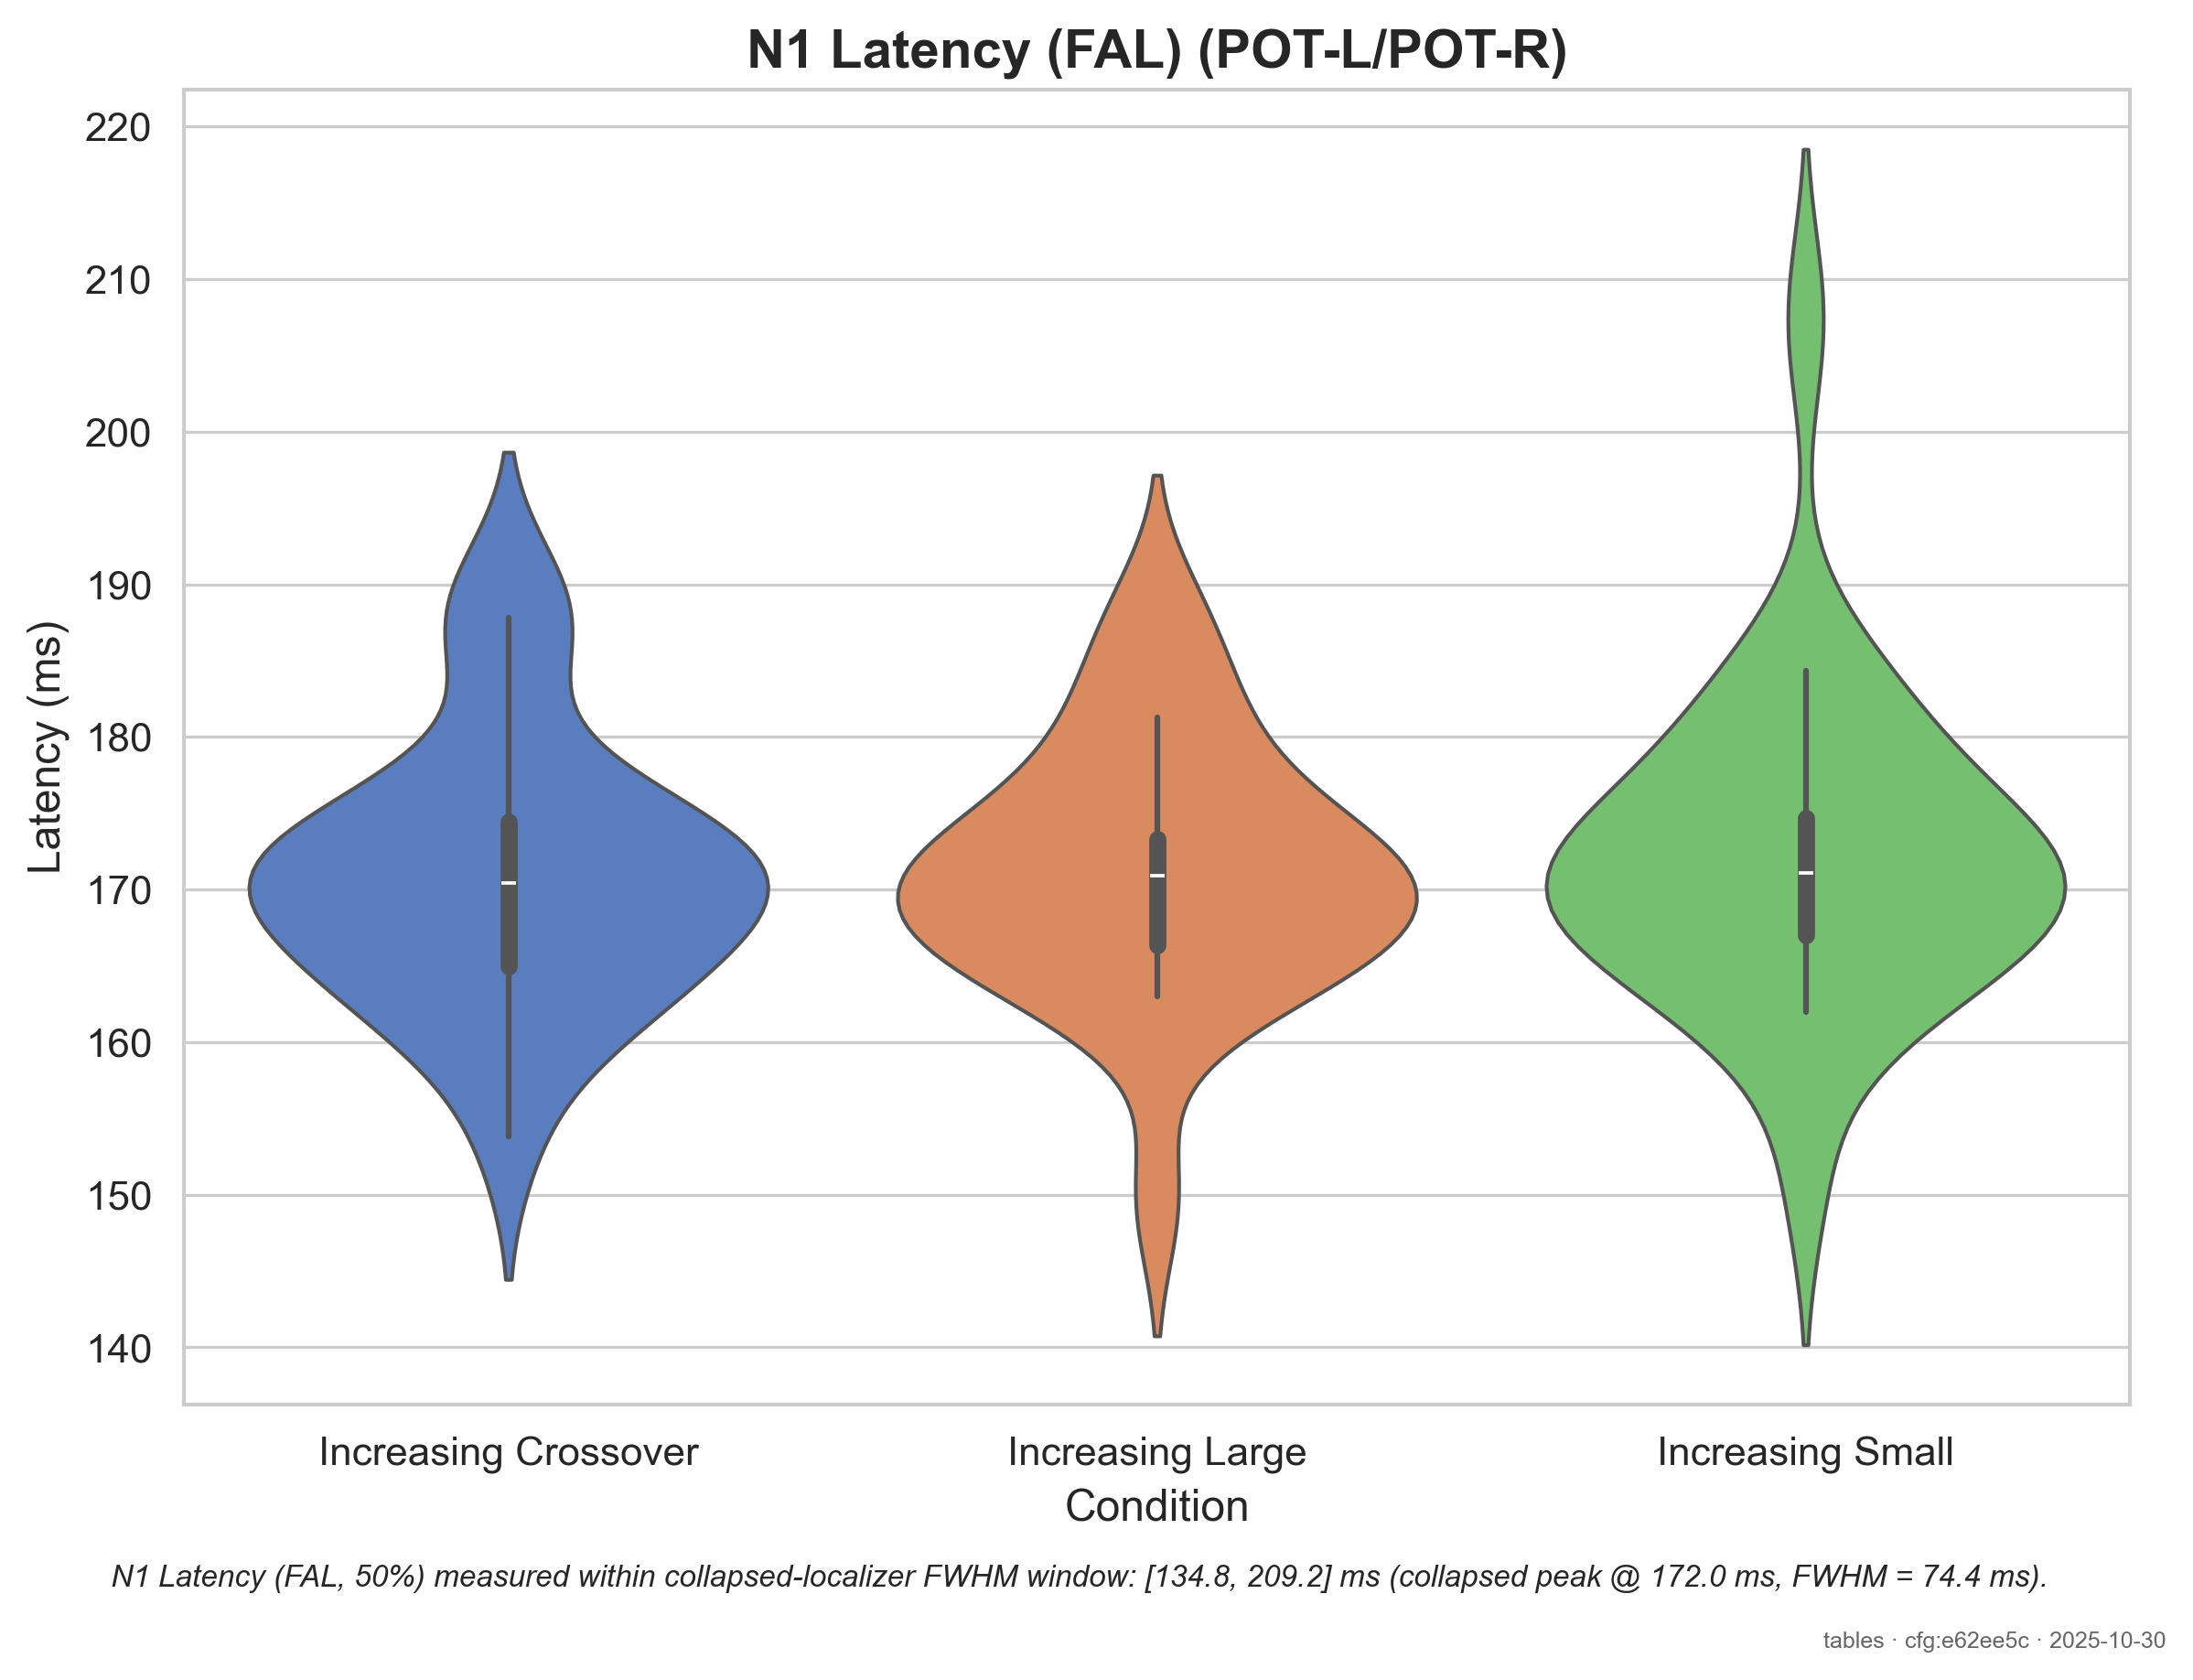 N1 Latency (FAL) (POT-L/POT-R)
220
210
200
190
180
170
160
150
140
Latency (ms)
Increasing Crossover
Increasing Large
Increasing Small
Condition
N1 Latency (FAL, 50%) measured within collapsed-localizer FWHM window: [134.8, 209.2] ms (collapsed peak @ 172.0 ms, FWHM = 74.4 ms).
tables · cfg:e62ee5c · 2025-10-30